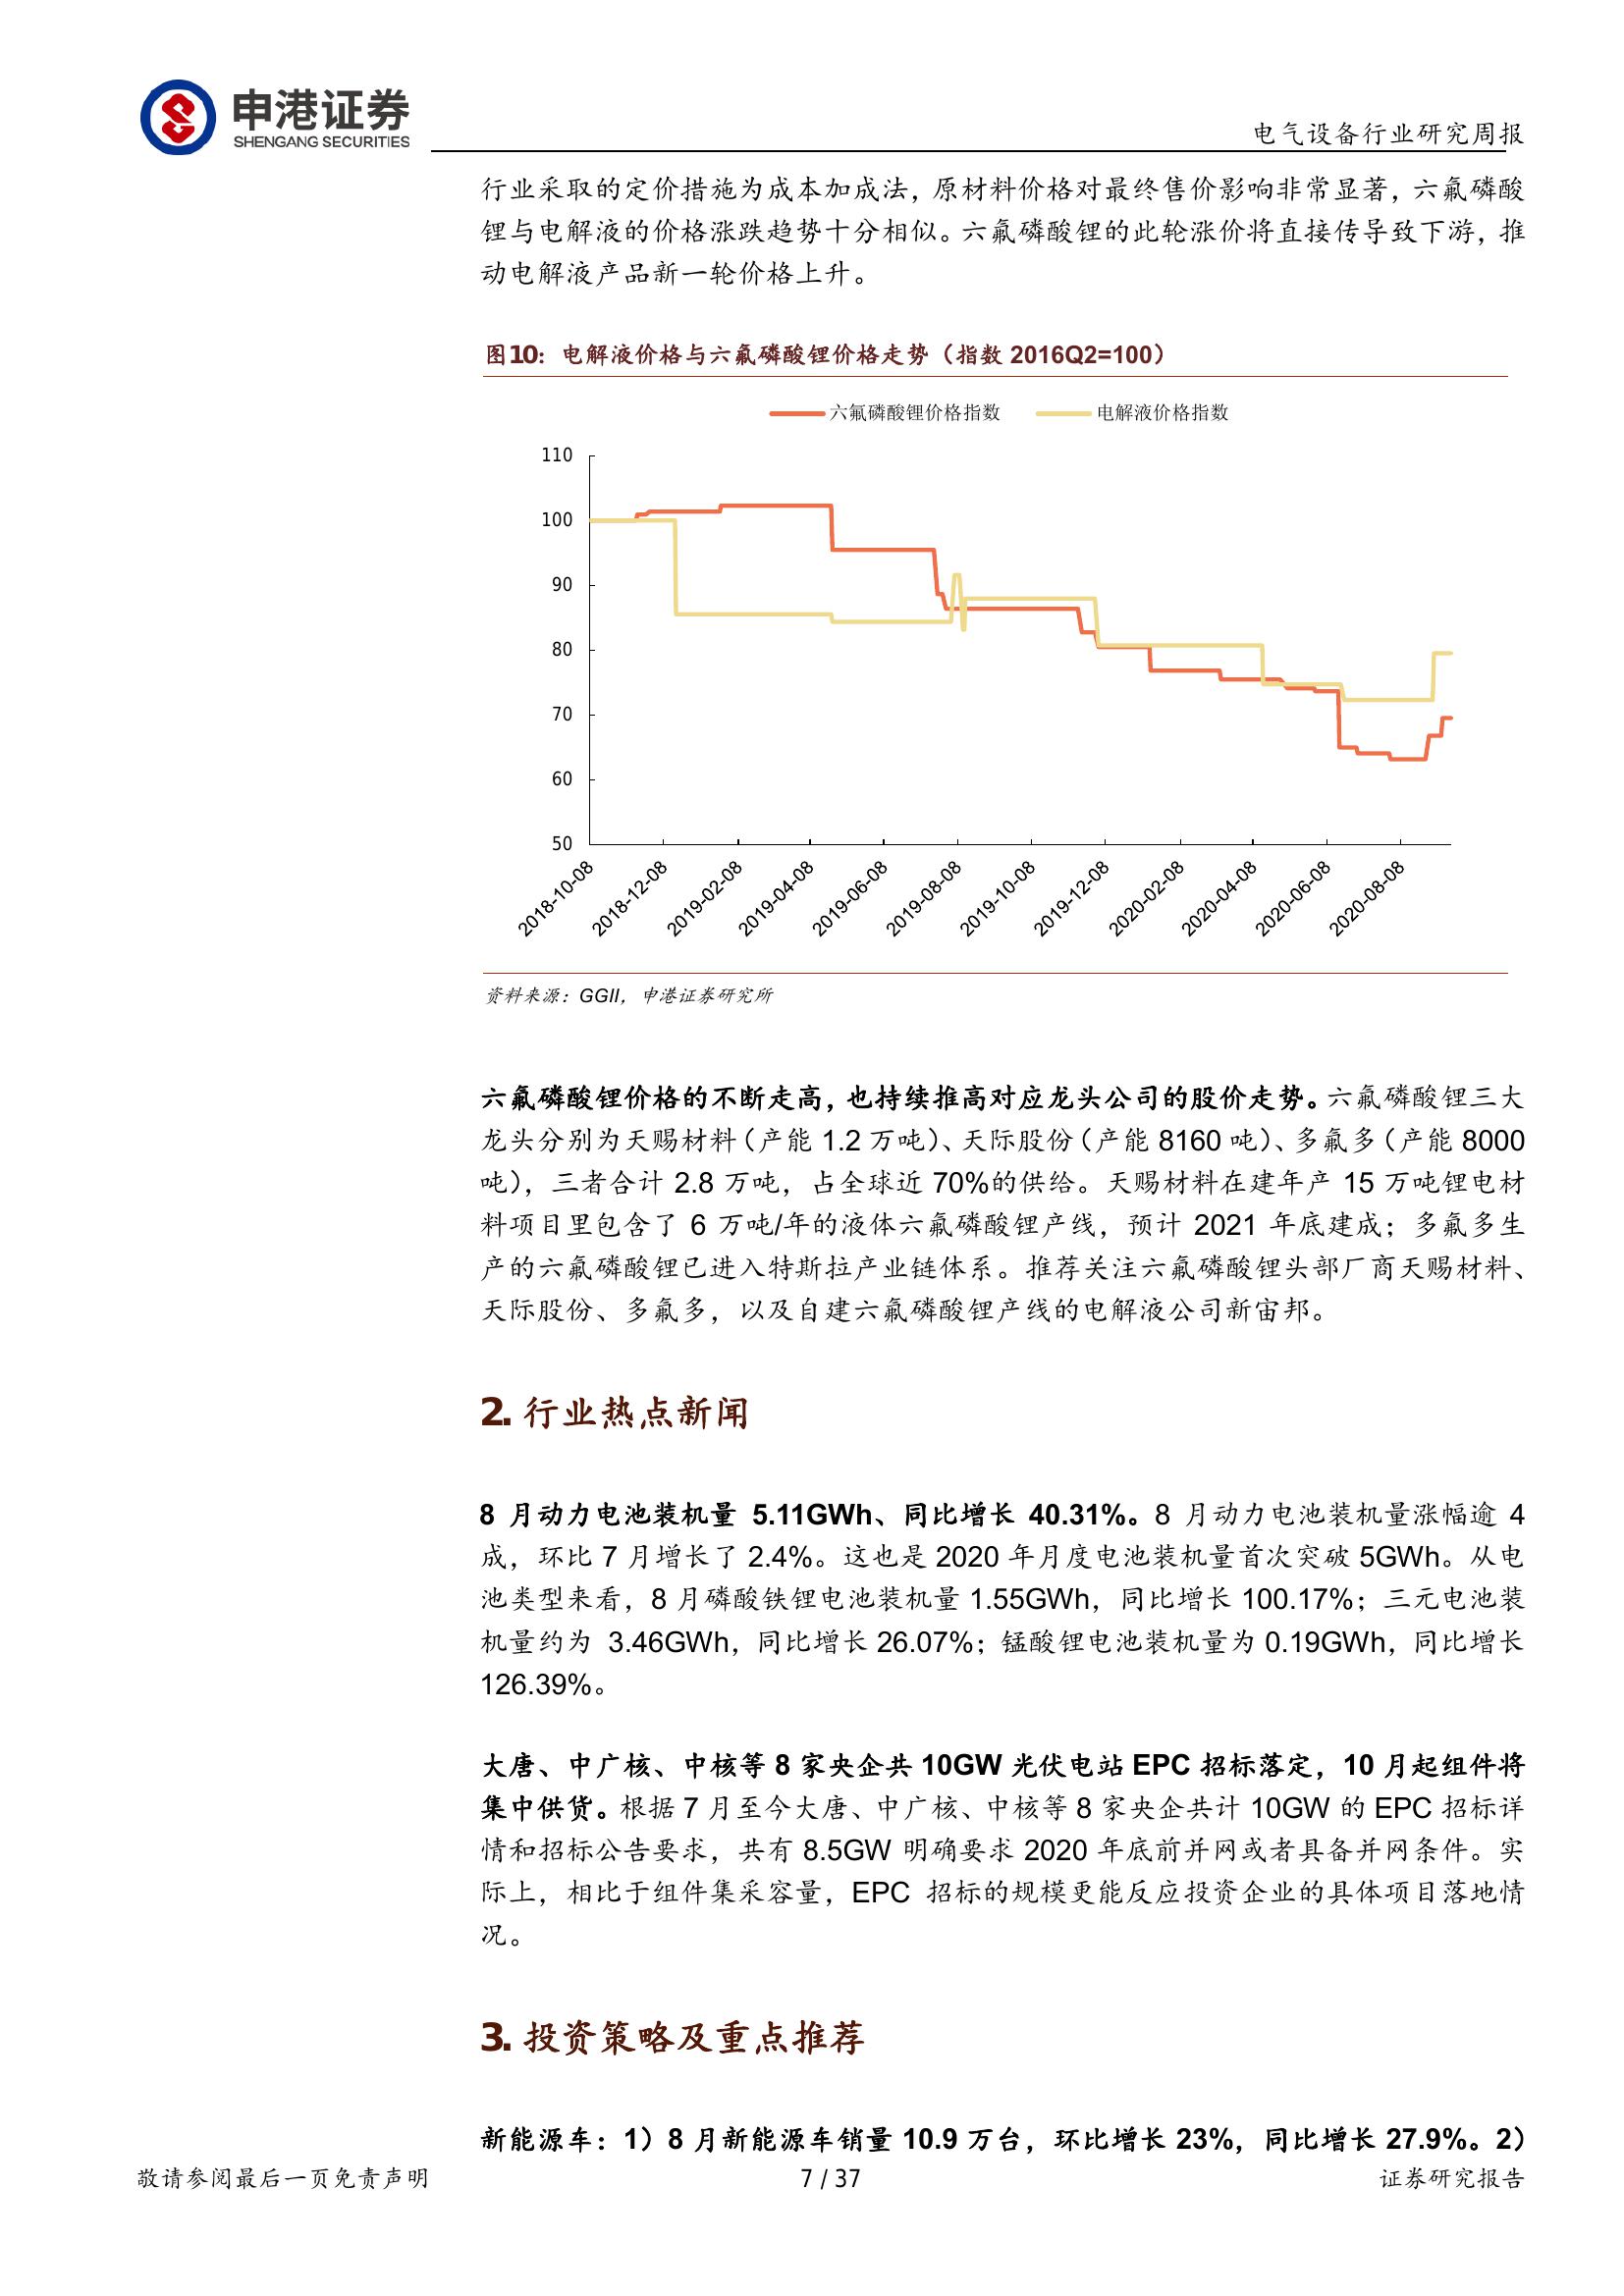 申港证券
SHENGANG SECURITIES
电气设备行业研究周报
行业采取的定价措施为成本加成法，原材料价格对最终售价影响非常显著，六氟磷酸
锂与电解液的价格涨跌趋势十分相似。六氟磷酸锂的此轮涨价将直接传导致下游，推
动电解液产品新一轮价格上升。
图10：电解液价格与六氟磷酸锂价格走势（指数 2016Q2=100）
六氟磷酸锂价格指数 电解液价格指数
110
100
90
80
70
60
50
2018-10-08 2018-12-08 2019-02-08 2019-04-08 2019-06-08 2019-08-08 2019-10-08 2019-12-08 2020-02-08 2020-04-08 2020-06-08 2020-08-08
资料来源：GGII，申港证券研究所
六氟磷酸锂价格的不断走高，也持续推高对应龙头公司的股价走势。六氟磷酸锂三大
龙头分别为天赐材料（产能 1.2 万吨）、天际股份（产能 8160 吨）、多氟多（产能 8000
吨），三者合计 2.8 万吨，占全球近 70%的供给。天赐材料在建年产 15 万吨锂电材
料项目里包含了 6 万吨/年的液体六氟磷酸锂产线，预计 2021 年底建成；多氟多生
产的六氟磷酸锂已进入特斯拉产业链体系。推荐关注六氟磷酸锂头部厂商天赐材料、
天际股份、多氟多，以及自建六氟磷酸锂产线的电解液公司新宙邦。
2. 行业热点新闻
8 月动力电池装机量 5.11GWh、同比增长 40.31%。8 月动力电池装机量涨幅逾 4
成，环比 7 月增长了 2.4%。这也是 2020 年月度电池装机量首次突破 5GWh。从电
池类型来看，8 月磷酸铁锂电池装机量 1.55GWh，同比增长 100.17%；三元电池装
机量约为 3.46GWh，同比增长 26.07%；锰酸锂电池装机量为 0.19GWh，同比增长
126.39%。
大唐、中广核、中核等 8 家央企共 10GW 光伏电站 EPC 招标落定，10 月起组件将
集中供货。根据 7 月至今大唐、中广核、中核等 8 家央企共计 10GW 的 EPC 招标详
情和招标公告要求，共有 8.5GW 明确要求 2020 年底前并网或者具备并网条件。实
际上，相比于组件集采容量，EPC 招标的规模更能反应投资企业的具体项目落地情
况。
3. 投资策略及重点推荐
新能源车：1）8 月新能源车销量 10.9 万台，环比增长 23%，同比增长 27.9%。2）
敬请参阅最后一页免责声明 7 / 37 证券研究报告